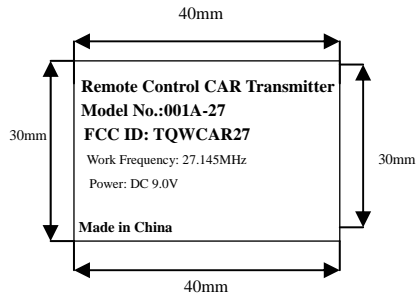 40mm
Remote Control CAR Transmitter
Model No.:001A-27
FCC ID: TQWCAR27
30mm
Work Frequency: 27.145MHz
30mm
Power: DC 9.0V
Made in China
40mm